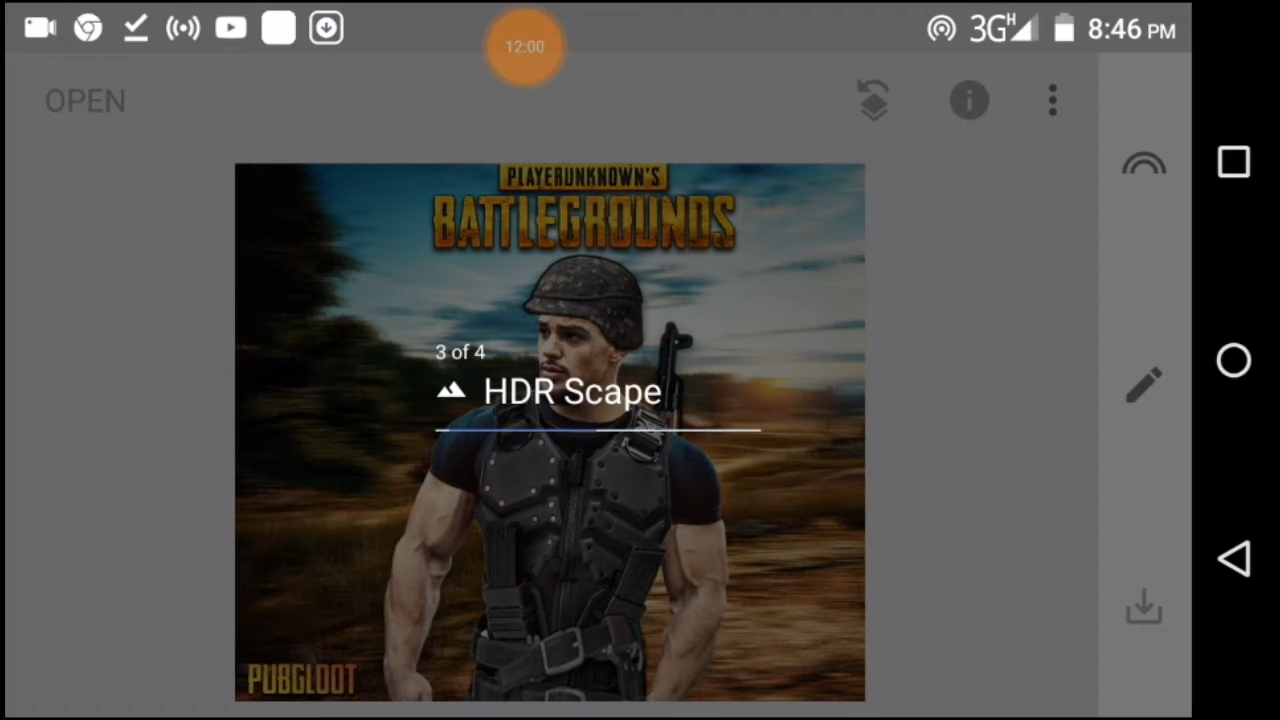 12:00
3G H 8:46 PM
OPEN
PLAYERUNKNOWN'S
BATTLEGROUNDS
3 of 4
HDR Scape
PUBGLOOT